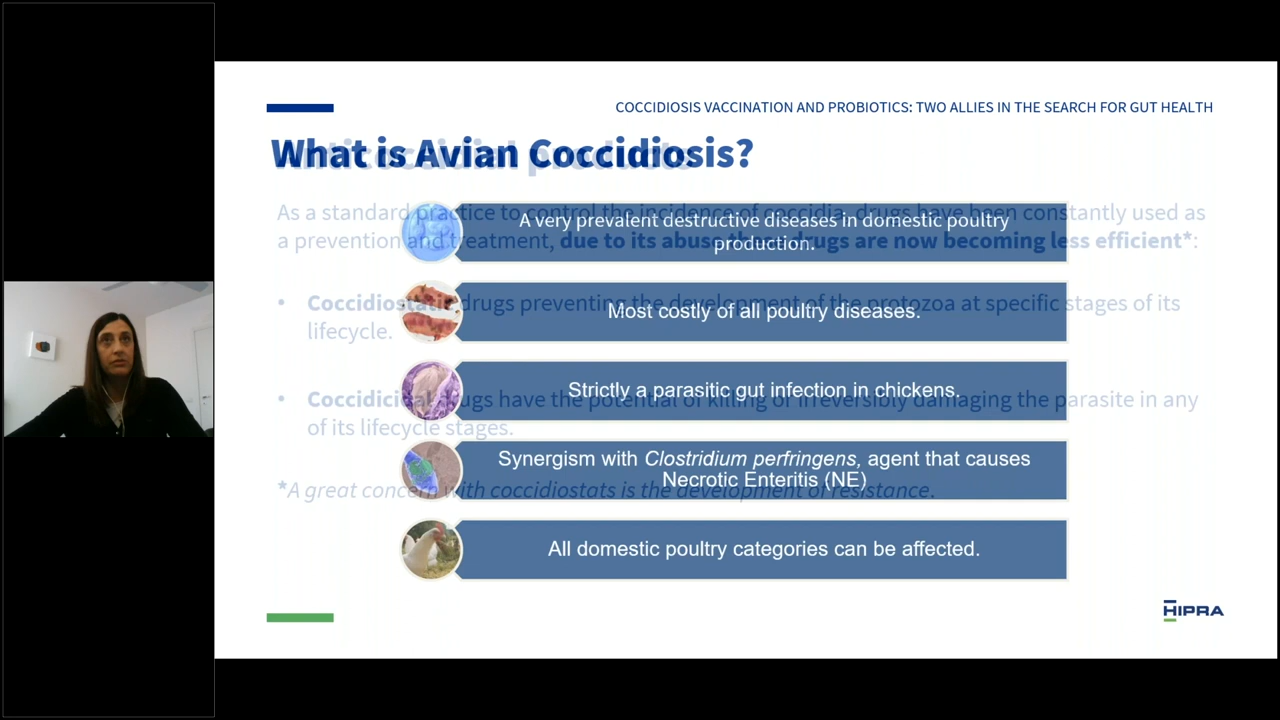 COCCIDIOSIS VACCINATION AND PROBIOTICS: TWO ALLIES IN THE SEARCH FOR GUT HEALTH
What is Avian Coccidiosis?
Anticoccidial products
A very prevalent destructive diseases in domestic poultry
production.
Most costly of all poultry diseases.
Strictly a parasitic gut infection in chickens.
Synergism with Clostridium perfringens, agent that causes
Necrotic Enteritis (NE)
All domestic poultry categories can be affected.
As a standard practice to control the incidence of coccidia, drugs have been constantly used as
a prevention and treatment, due to its abuse these drugs are now becoming less efficient*:
• Coccidiostatic drugs preventing the development of the protozoa at specific stages of its
lifecycle.
• Coccidicidal drugs have the potential of killing or irreversibly damaging the parasite in any
of its lifecycle stages.
*A great concern with coccidiostats is the development of resistance.
HIPRA